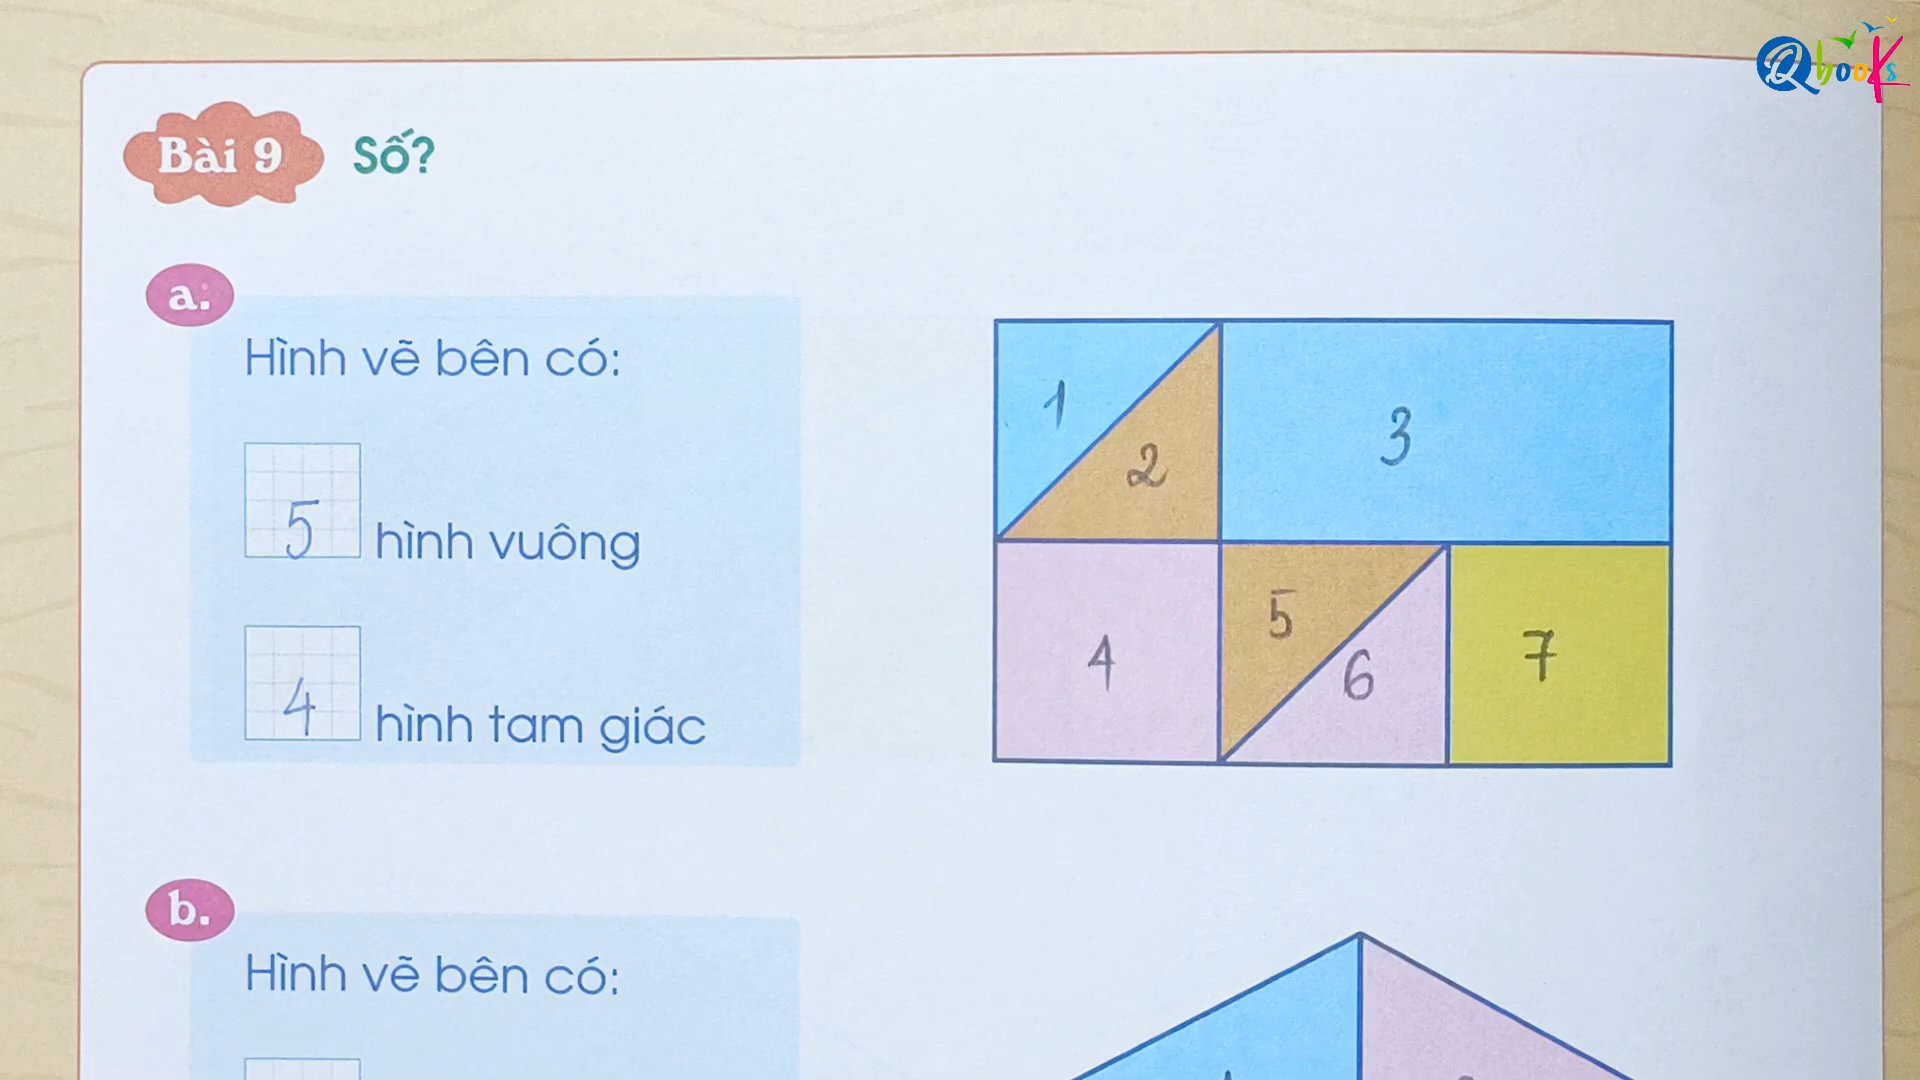 Qbooks
Bài 9 Số?
a.
Hình vẽ bên có:
5 hình vuông
4 hình tam giác
1
2
3
4
5
6
7
b.
Hình vẽ bên có: